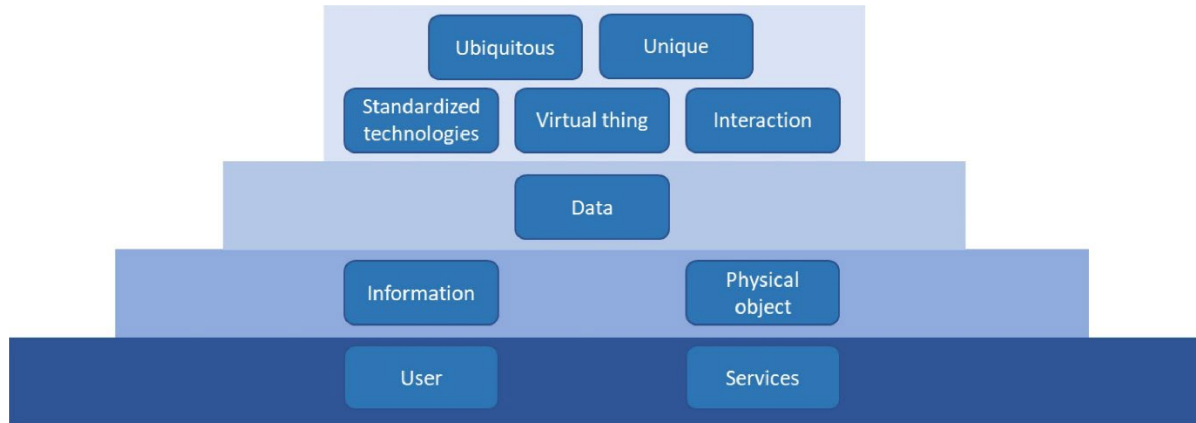 Ubiquitous
Unique
Standardized
technologies
Virtual thing
Interaction
Data
Information
Physical
object
User
Services